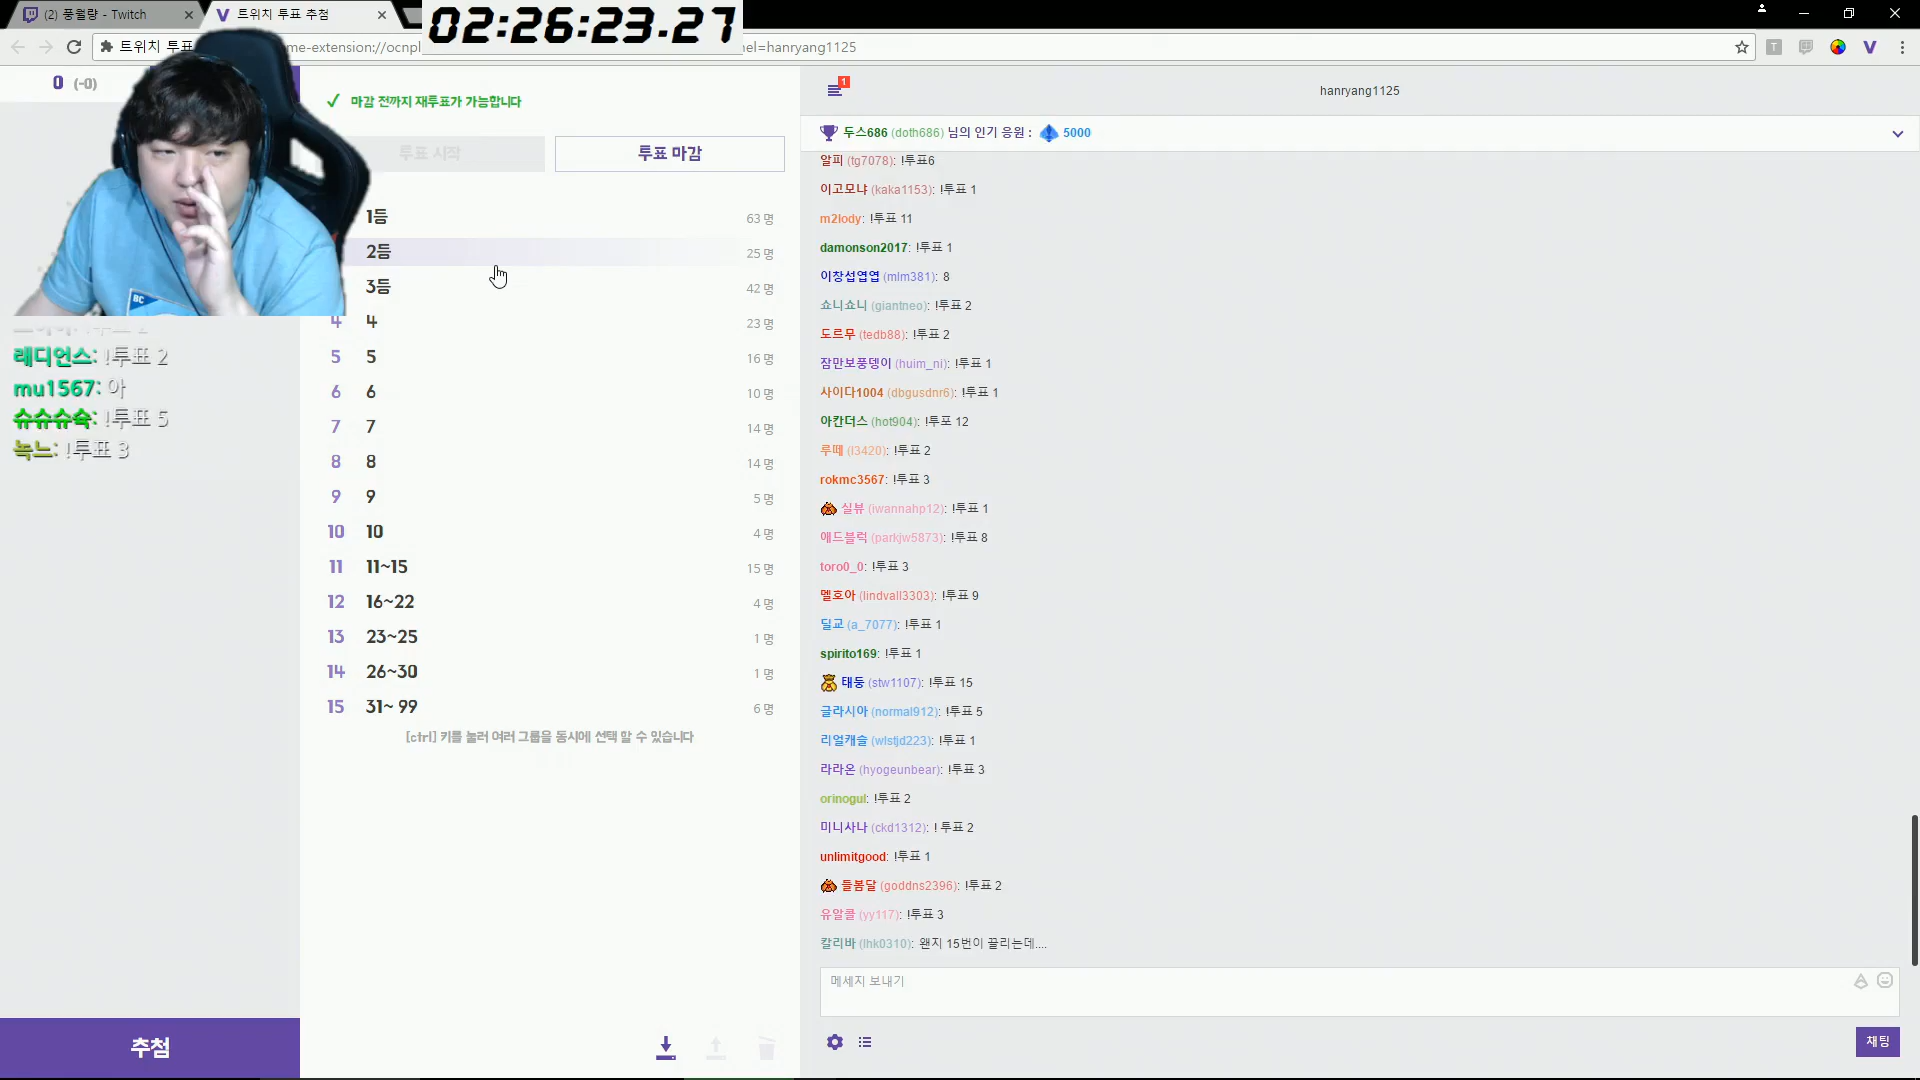 (2) 풍월량 - Twitch
트위치 투표 추첨
02:26:23.27
트위치 투표
ome-extension://ocnpl
nel=hanryang1125
0 (-0)
마감 전까지 재투표가 가능합니다
투표 시작
투표 마감
1등 63 명
2등 25 명
3등 42 명
4 4 23 명
5 5 16 명
6 6 10 명
7 7 14 명
8 8 14 명
9 9 5 명
10 10 4 명
11 11~15 15 명
12 16~22 4 명
13 23~25 1 명
14 26~30 1 명
15 31~ 99 6 명
[ctrl] 키를 눌러 여러 그룹을 동시에 선택 할 수 있습니다
BC
레디언스: !투표 2
mu1567: 아
슈슈슈슉: !투표 5
녹느: !투표 3
추첨
1
hanryang1125
두스686 (doth686) 님의 인기 응원 : 5000
알피 (tg7078): !투표6
이고모냐 (kaka1153): !투표 1
m2lody: !투표 11
damonson2017: !투표 1
이창섭엽엽 (mlm381): 8
쇼니쇼니 (giantneo): !투표 2
도르무 (tedb88): !투표 2
잠만보풍뎅이 (huim_ni): !투표 1
사이다1004 (dbgusdnr6): !투표 1
아칸더스 (hot904): !투포 12
루떼 (l3420): !투표 2
rokmc3567: !투표 3
실뷰 (iwannahp12): !투표 1
애드블럭 (parkjw5873): !투표 8
toro0_0: !투표 3
멜호아 (lindvall3303): !투표 9
딜교 (a_7077): !투표 1
spirito169: !투표 1
태둥 (stw1107): !투표 15
글라시아 (normal912): !투표 5
리얼캐슬 (wlstjd223): !투표 1
라라온 (hyogeunbear): !투표 3
orinogul: !투표 2
미니사나 (ckd1312): ! 투표 2
unlimitgood: !투표 1
들봄달 (goddns2396): !투표 2
유알콜 (yy117): !투표 3
칼리바 (lhk0310): 왠지 15번이 끌리는데....
메세지 보내기
채팅